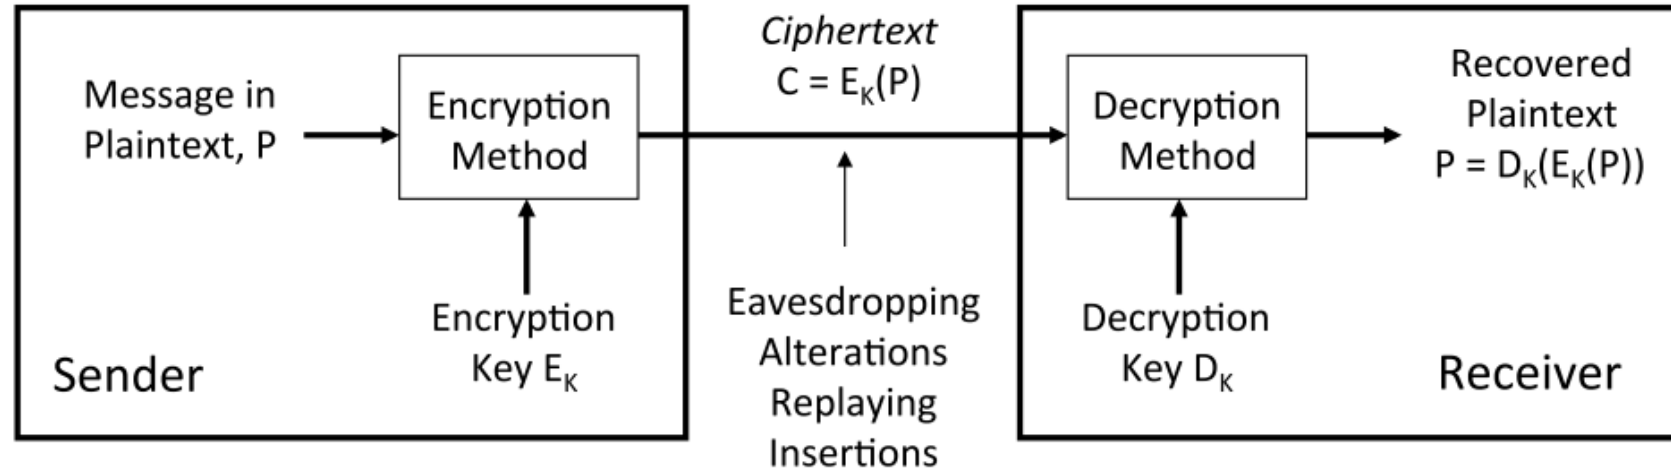 Message in
Plaintext, P
Encryption
Method
Encryption
Key E_K
Sender
Ciphertext
C = E_K(P)
Eavesdropping
Alterations
Replaying
Insertions
Decryption
Method
Decryption
Key D_K
Recovered
Plaintext
P = D_K(E_K(P))
Receiver